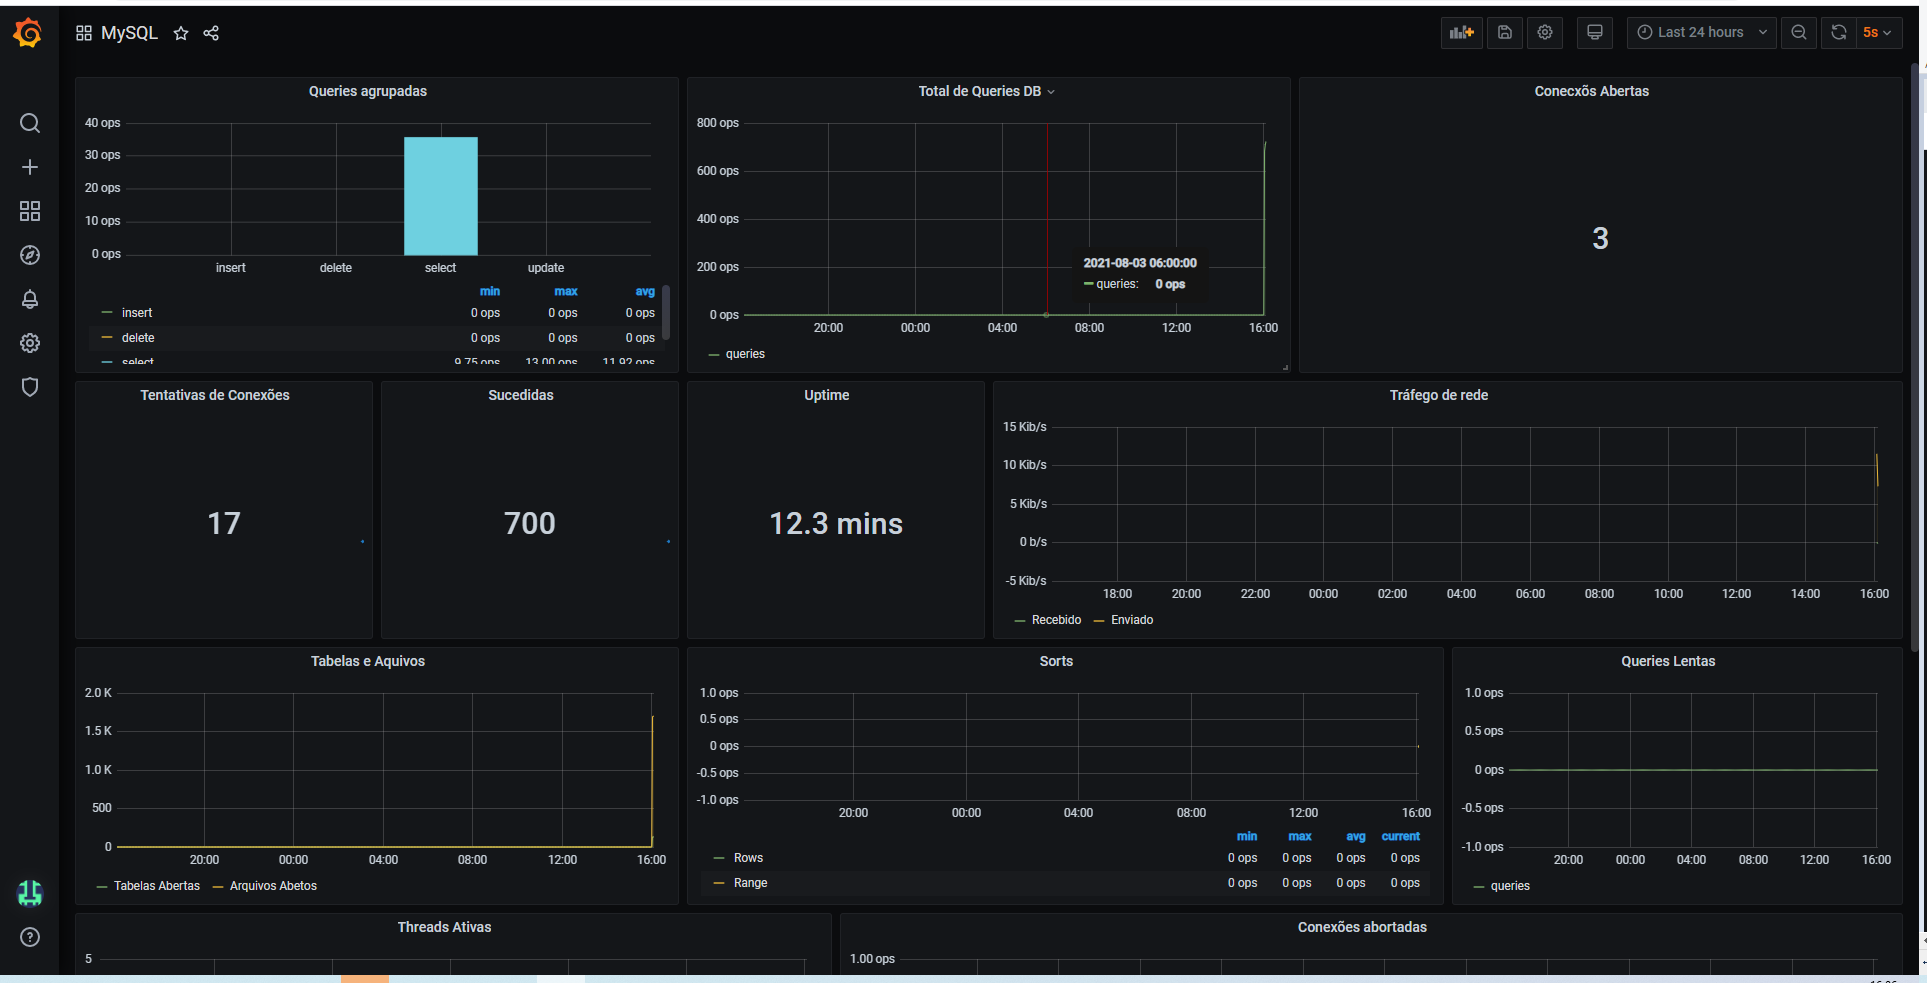 MySQL
Last 24 hours
5s
Queries agrupadas
40 ops
30 ops
20 ops
10 ops
0 ops
insert delete select update
min max avg
insert 0 ops 0 ops 0 ops
delete 0 ops 0 ops 0 ops
select 9.75 ops 13.00 ops 11.92 ops
Total de Queries DB
800 ops
600 ops
400 ops
200 ops
0 ops
2021-08-03 06:00:00
queries: 0 ops
20:00 00:00 04:00 08:00 12:00 16:00
queries
Conecxõs Abertas
3
Tentativas de Conexões
17
Sucedidas
700
Uptime
12.3 mins
Tráfego de rede
15 Kib/s
10 Kib/s
5 Kib/s
0 b/s
-5 Kib/s
18:00 20:00 22:00 00:00 02:00 04:00 06:00 08:00 10:00 12:00 14:00 16:00
Recebido Enviado
Tabelas e Aquivos
2.0 K
1.5 K
1.0 K
500
0
20:00 00:00 04:00 08:00 12:00 16:00
Tabelas Abertas Arquivos Abetos
Sorts
1.0 ops
0.5 ops
0 ops
-0.5 ops
-1.0 ops
20:00 00:00 04:00 08:00 12:00 16:00
min max avg current
Rows 0 ops 0 ops 0 ops 0 ops
Range 0 ops 0 ops 0 ops 0 ops
Queries Lentas
1.0 ops
0.5 ops
0 ops
-0.5 ops
-1.0 ops
20:00 00:00 04:00 08:00 12:00 16:00
queries
Threads Ativas
5
Conexões abortadas
1.00 ops